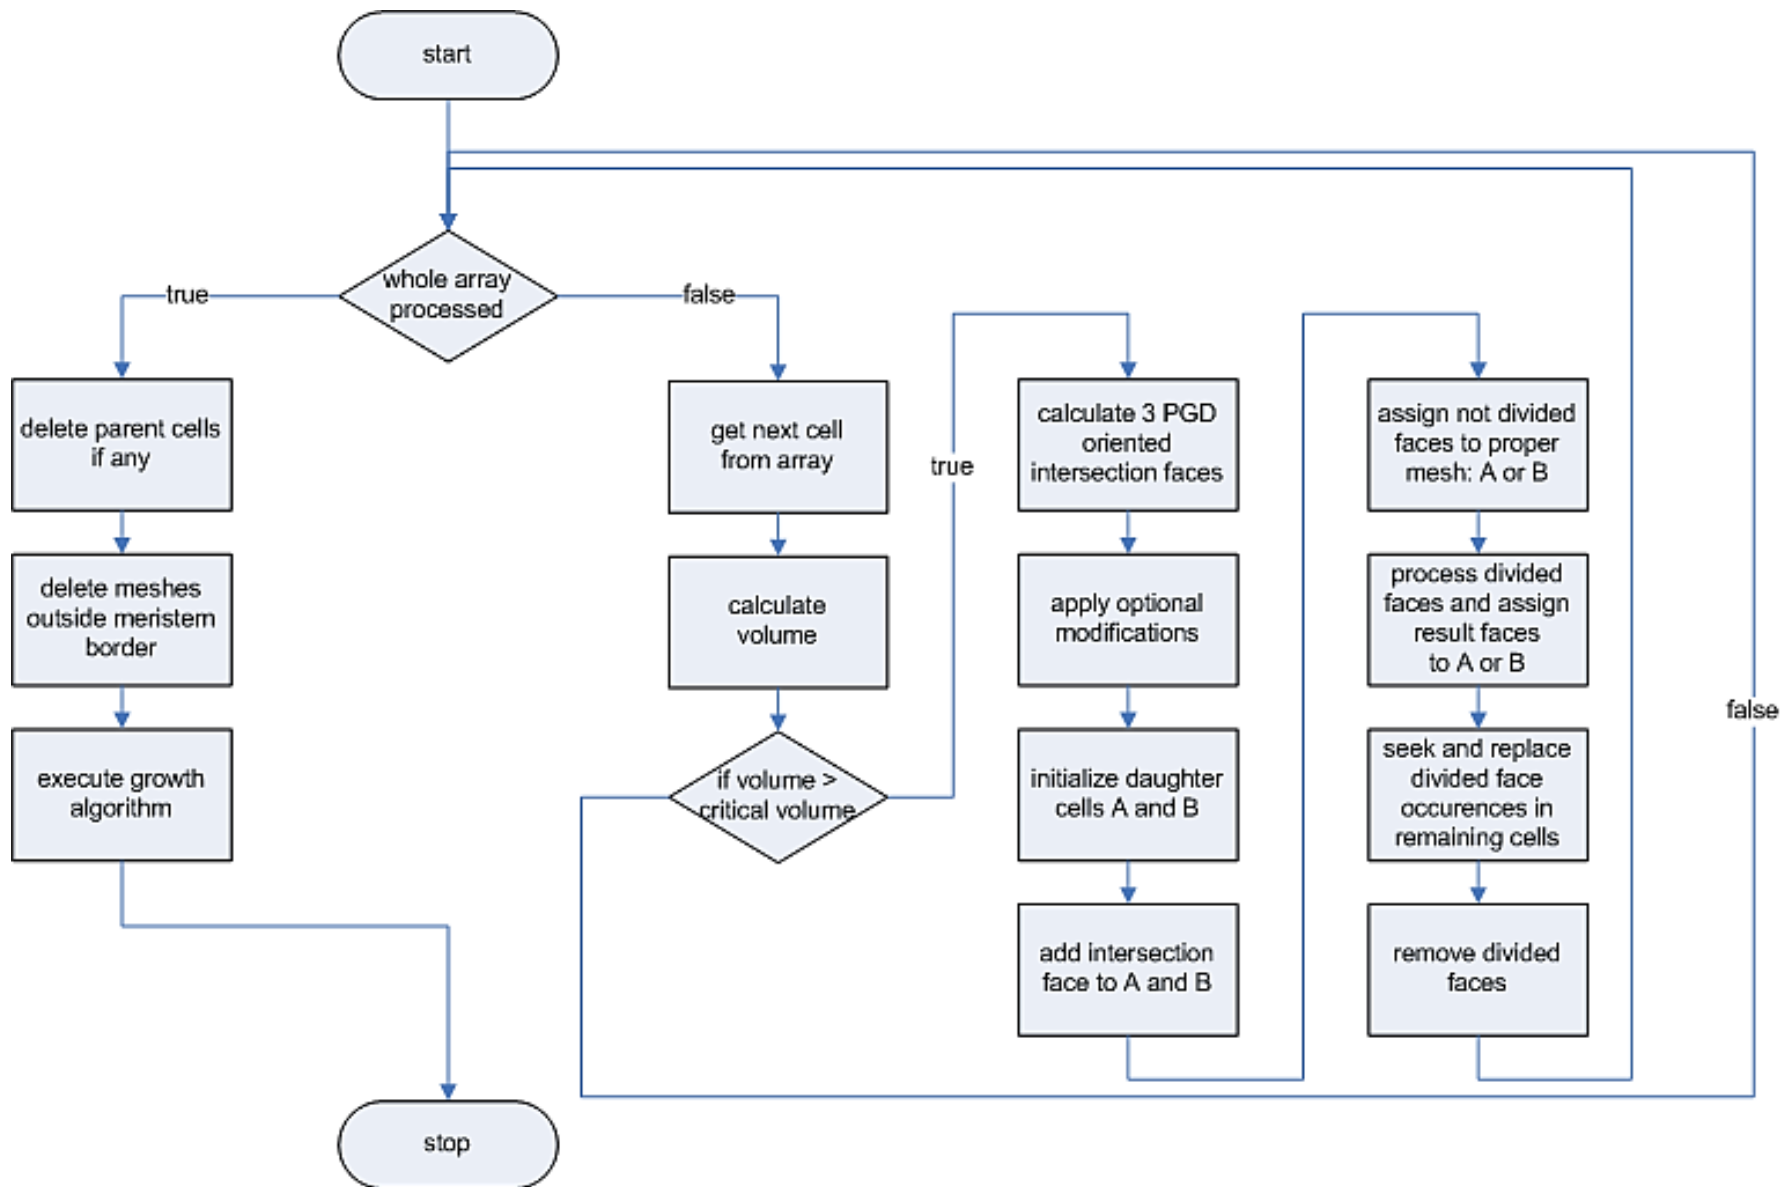 start
whole array
processed
true
false
delete parent cells
if any
delete meshes
outside meristem
border
execute growth
algorithm
stop
get next cell
from array
calculate
volume
if volume >
critical volume
true
false
calculate 3 PGD
oriented
intersection faces
apply optional
modifications
initialize daughter
cells A and B
add intersection
face to A and B
assign not divided
faces to proper
mesh: A or B
process divided
faces and assign
result faces
to A or B
seek and replace
divided face
occurences in
remaining cells
remove divided
faces